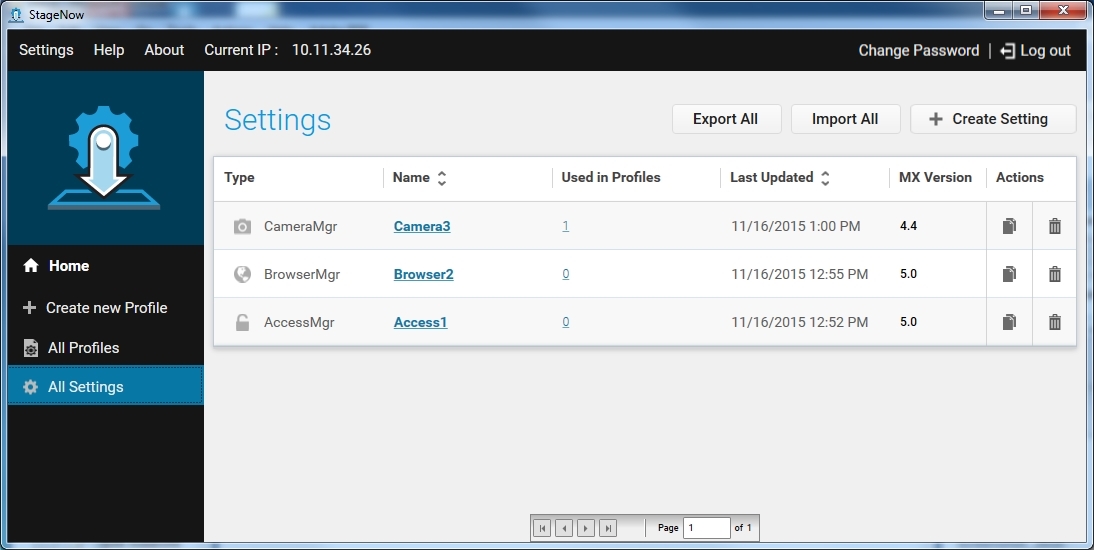 StageNow
Settings Help About Current IP : 10.11.34.26 Change Password | Log out
Settings Export All Import All Create Setting
Type Name Used in Profiles Last Updated MX Version Actions
CameraMgr Camera3 1 11/16/2015 1:00 PM 4.4
BrowserMgr Browser2 0 11/16/2015 12:55 PM 5.0
AccessMgr Access1 0 11/16/2015 12:52 PM 5.0
Home
Create new Profile
All Profiles
All Settings
Page 1 of 1